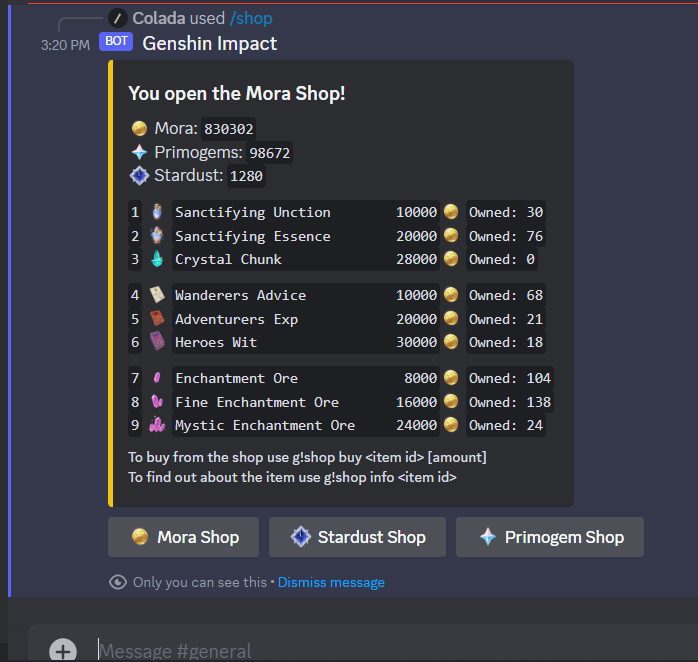 Colada used /shop
3:20 PM BOT Genshin Impact
You open the Mora Shop!
Mora: 830302
Primogems: 98672
Stardust: 1280
1 Sanctifying Unction 10000 Owned: 30
2 Sanctifying Essence 20000 Owned: 76
3 Crystal Chunk 28000 Owned: 0
4 Wanderers Advice 10000 Owned: 68
5 Adventurers Exp 20000 Owned: 21
6 Heroes Wit 30000 Owned: 18
7 Enchantment Ore 8000 Owned: 104
8 Fine Enchantment Ore 16000 Owned: 138
9 Mystic Enchantment Ore 24000 Owned: 24
To buy from the shop use g!shop buy <item id> [amount]
To find out about the item use g!shop info <item id>
Mora Shop Stardust Shop Primogem Shop
Only you can see this • Dismiss message
Message #general